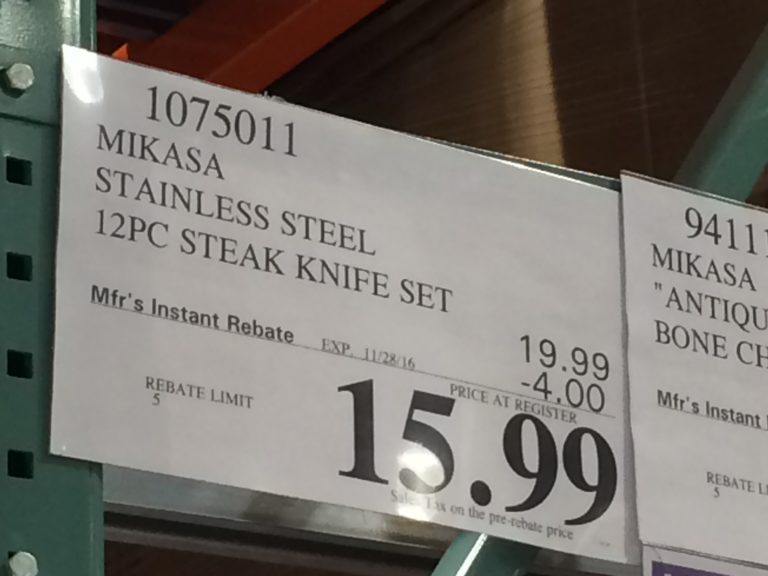 1075011
MIKASA
STAINLESS STEEL
12PC STEAK KNIFE SET
Mfr's Instant Rebate EXP. 11/28/16 19.99
-4.00
REBATE LIMIT
5
PRICE AT REGISTER
15.99
Sales Tax on the pre-rebate price
94111
MIKASA
"ANTIQU
BONE CH
Mfr's Instant
REBATE LI
5